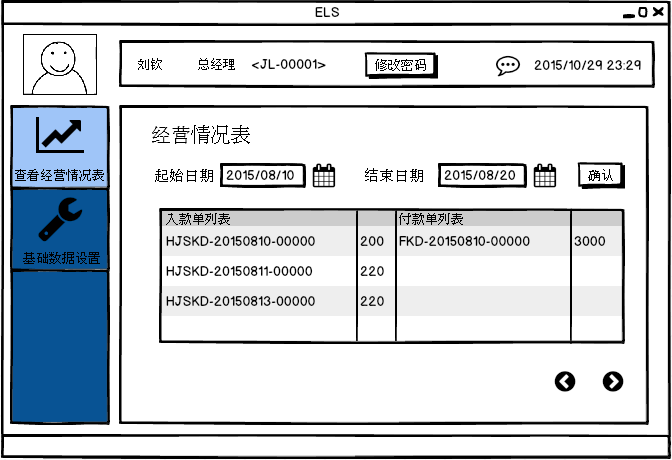 ELS
刘钦 总经理 <JL-00001> 修改密码 2015/10/29 23:29
查看经营情况表
基础数据设置
经营情况表
起始日期 2015/08/10 结束日期 2015/08/20 确认
入款单列表 付款单列表
HJSKD-20150810-00000 200 FKD-20150810-00000 3000
HJSKD-20150811-00000 220
HJSKD-20150813-00000 220